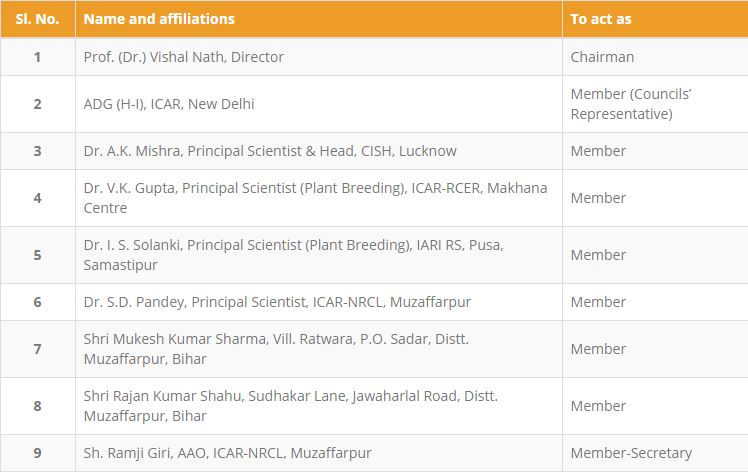 Sl. No. Name and affiliations To act as
1 Prof. (Dr.) Vishal Nath, Director Chairman
2 ADG (H-I), ICAR, New Delhi Member (Councils’
Representative)
3 Dr. A.K. Mishra, Principal Scientist & Head, CISH, Lucknow Member
4 Dr. V.K. Gupta, Principal Scientist (Plant Breeding), ICAR-RCER, Makhana
Centre Member
5 Dr. I. S. Solanki, Principal Scientist (Plant Breeding), IARI RS, Pusa,
Samastipur Member
6 Dr. S.D. Pandey, Principal Scientist, ICAR-NRCL, Muzaffarpur Member
7 Shri Mukesh Kumar Sharma, Vill. Ratwara, P.O. Sadar, Distt.
Muzaffarpur, Bihar Member
8 Shri Rajan Kumar Shahu, Sudhakar Lane, Jawaharlal Road, Distt.
Muzaffarpur, Bihar Member
9 Sh. Ramji Giri, AAO, ICAR-NRCL, Muzaffarpur Member-Secretary